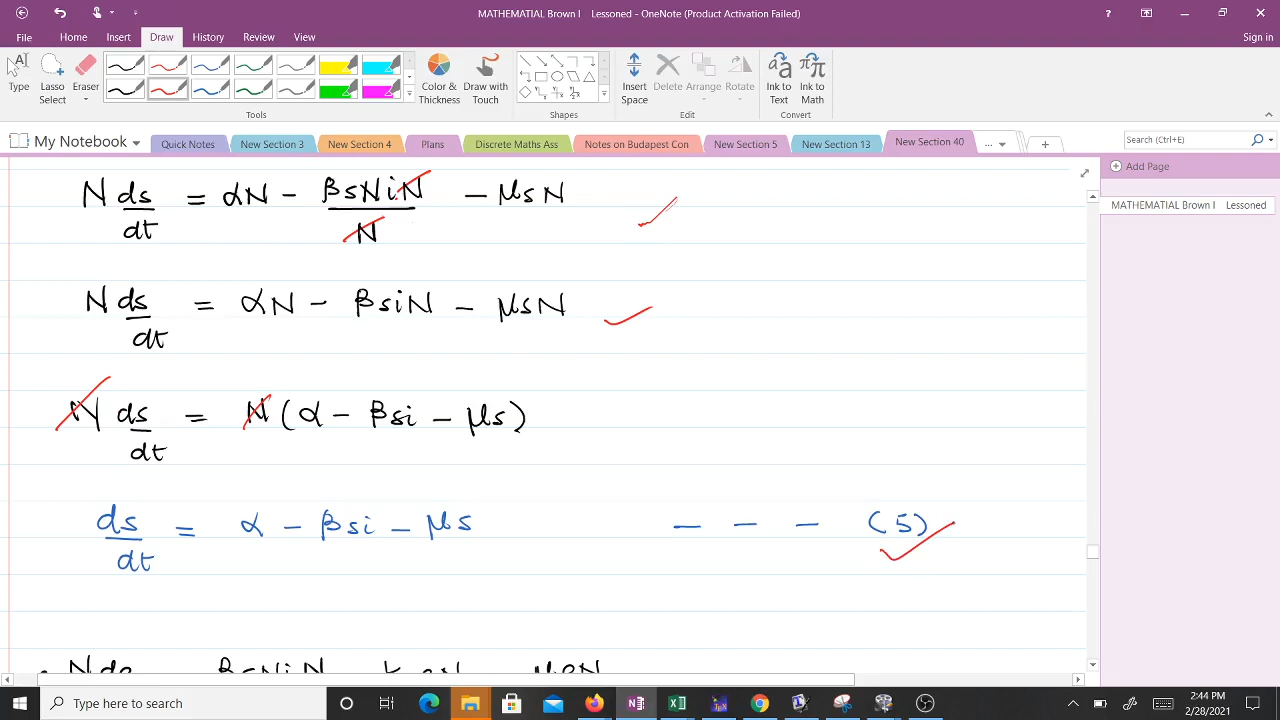 MATHEMATIAL Brown I Lessoned - OneNote (Product Activation Failed)
File Home Insert Draw History Review View Sign in
Type Lasso Select Eraser Color & Thickness Draw with Touch Insert Space Delete Arrange Rotate Ink to Text Ink to Math
Tools Shapes Edit Convert
My Notebook Quick Notes New Section 3 New Section 4 Plans Discrete Maths Ass Notes on Budapest Con New Section 5 New Section 13 New Section 40 ... Search (Ctrl+E)
Add Page
MATHEMATIAL Brown I Lessoned
N ds/dt = αN - βsNiN/N - μsN
N ds/dt = αN - βsiN - μsN
N ds/dt = N(α - βsi - μs)
ds/dt = α - βsi - μs - - - (5)
Type here to search
2:44 PM
2/28/2021